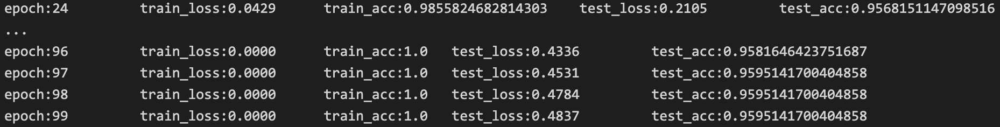 epoch:24 train_loss:0.0429 train_acc:0.9855824682814303 test_loss:0.2105 test_acc:0.9568151147098516
...
epoch:96 train_loss:0.0000 train_acc:1.0 test_loss:0.4336 test_acc:0.9581646423751687
epoch:97 train_loss:0.0000 train_acc:1.0 test_loss:0.4531 test_acc:0.9595141700404858
epoch:98 train_loss:0.0000 train_acc:1.0 test_loss:0.4784 test_acc:0.9595141700404858
epoch:99 train_loss:0.0000 train_acc:1.0 test_loss:0.4837 test_acc:0.9595141700404858